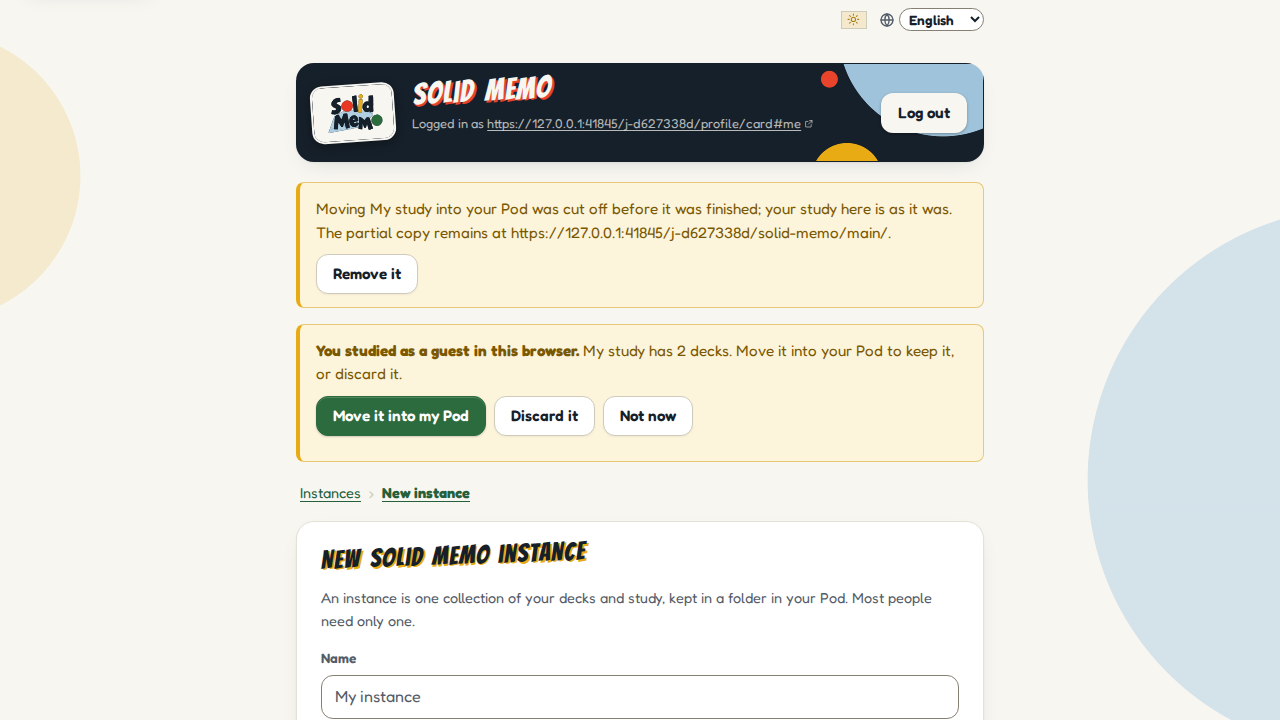 English
Solid Memo
SOLID MEMO
Logged in as https://127.0.0.1:41845/j-d627338d/profile/card#me
Log out
Moving My study into your Pod was cut off before it was finished; your study here is as it was.
The partial copy remains at https://127.0.0.1:41845/j-d627338d/solid-memo/main/.
Remove it
You studied as a guest in this browser. My study has 2 decks. Move it into your Pod to keep it,
or discard it.
Move it into my Pod
Discard it
Not now
Instances › New instance
NEW SOLID MEMO INSTANCE
An instance is one collection of your decks and study, kept in a folder in your Pod. Most people
need only one.
Name
My instance